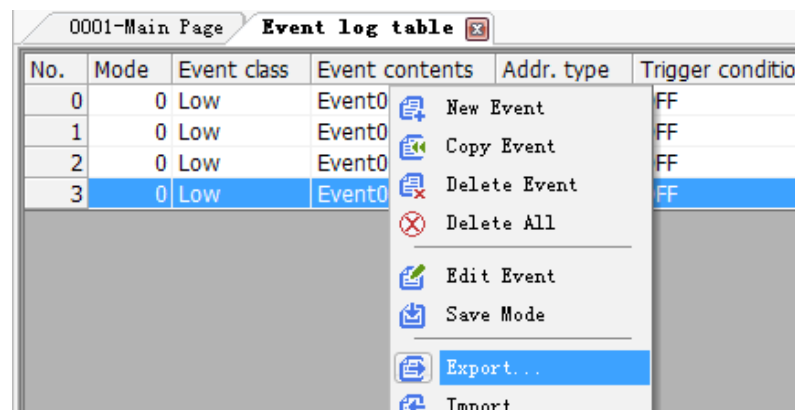 0001-Main Page Event log table
No. Mode Event class Event contents Addr. type Trigger conditio
0 0 Low Event0 FF
1 0 Low Event0 FF
2 0 Low Event0 FF
3 0 Low Event0 FF
New Event
Copy Event
Delete Event
Delete All
Edit Event
Save Mode
Export...
Import